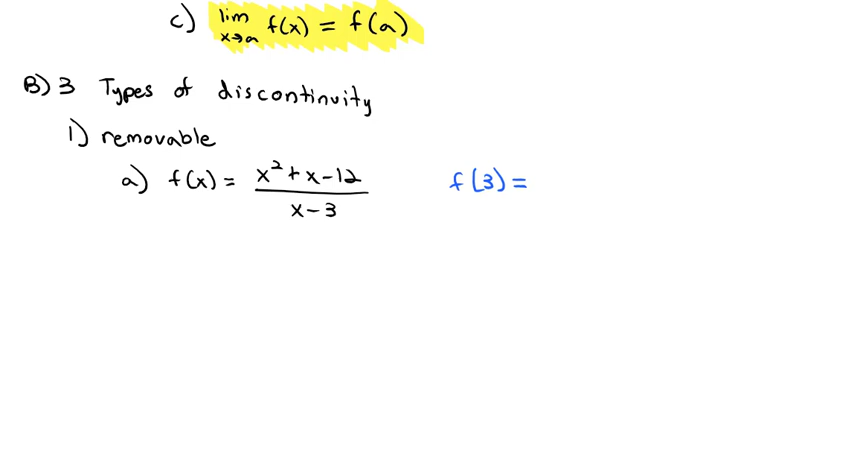 c) lim x→a f(x) = f(a)
B) 3 Types of discontinuity
1) removable
a) f(x) = (x² + x - 12)/(x - 3) f(3) =